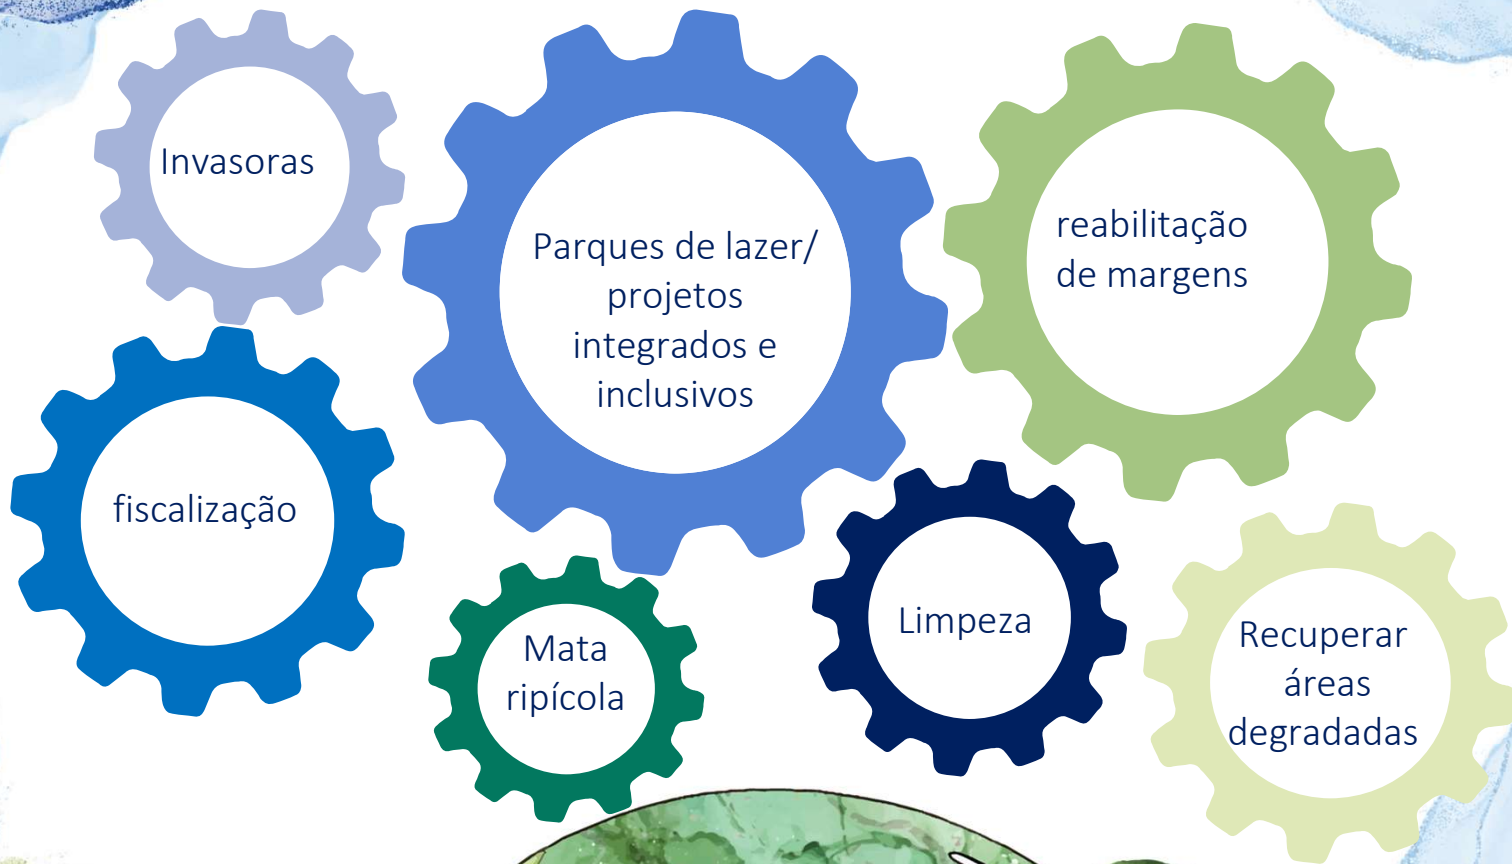 Invasoras
Parques de lazer/
projetos
integrados e
inclusivos
reabilitação
de margens
fiscalização
Mata
ripícola
Limpeza
Recuperar
áreas
degradadas